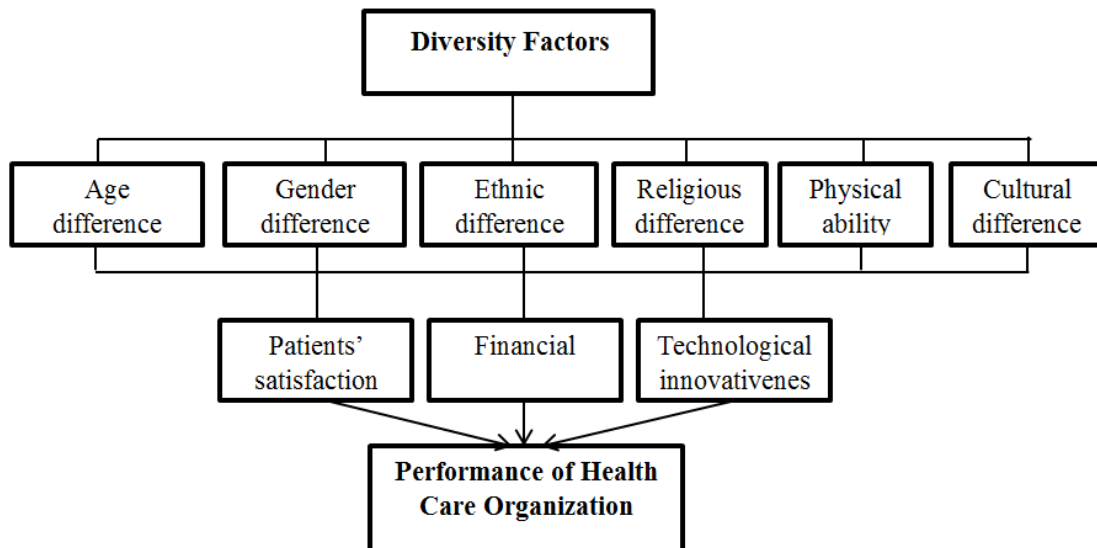 Diversity Factors
Age
difference
Gender
difference
Ethnic
difference
Religious
difference
Physical
ability
Cultural
difference
Patients’
satisfaction
Financial
Technological
innovativenes
Performance of Health
Care Organization